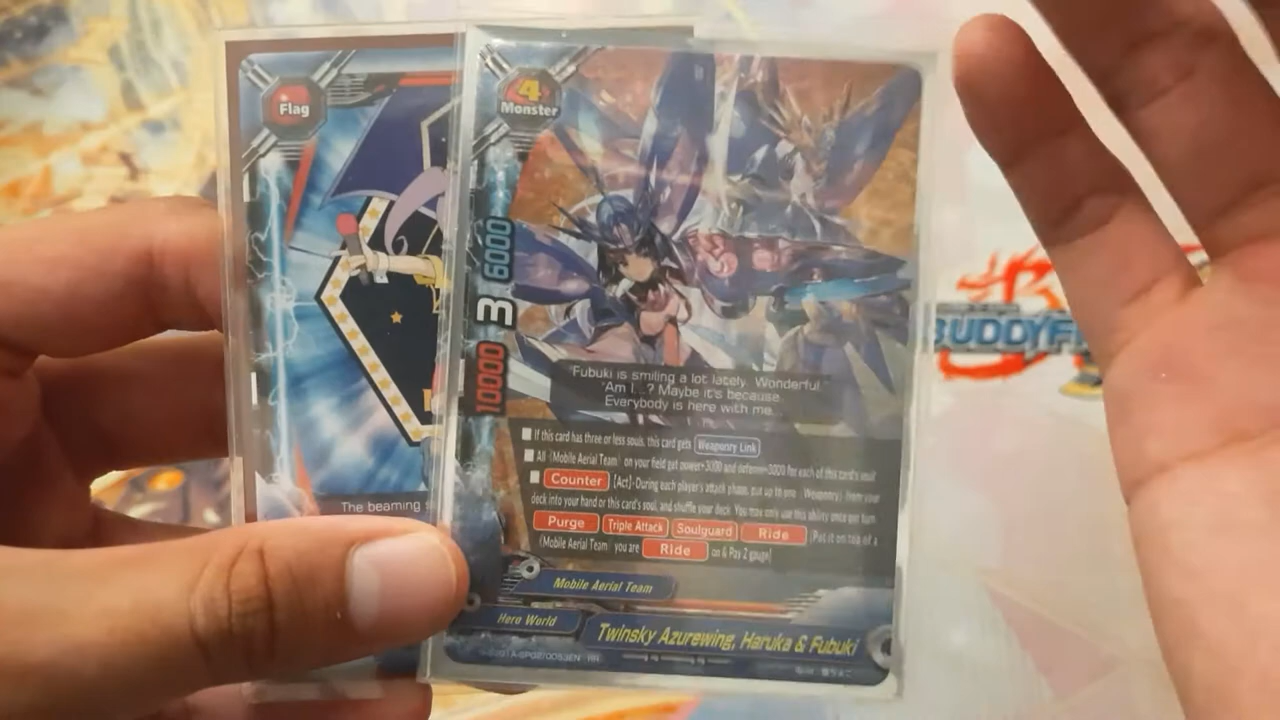 Flag
4
Monster
6000
3
10000
"Fubuki is smiling a lot lately. Wonderful."
"Am I...? Maybe it's because
Everybody is here with me...
If this card has three or less souls, this card gets Weaponry Link
All 《Mobile Aerial Team》 on your field get power+3000 and defense+3000 for each of this card's soul!
Counter [Act]-During each player's attack phase, put up to one 《Weaponry》 from your
deck into your hand or this card's soul, and shuffle your deck. You may only use this ability once per turn.
Purge Triple Attack Soulguard Ride [Put it on top of a
《Mobile Aerial Team》 you are Ride on & Pay 2 gauge]
The beaming s
Mobile Aerial Team
Hero World
Twinsky Azurewing, Haruka & Fubuki
RR
BUDDYFI